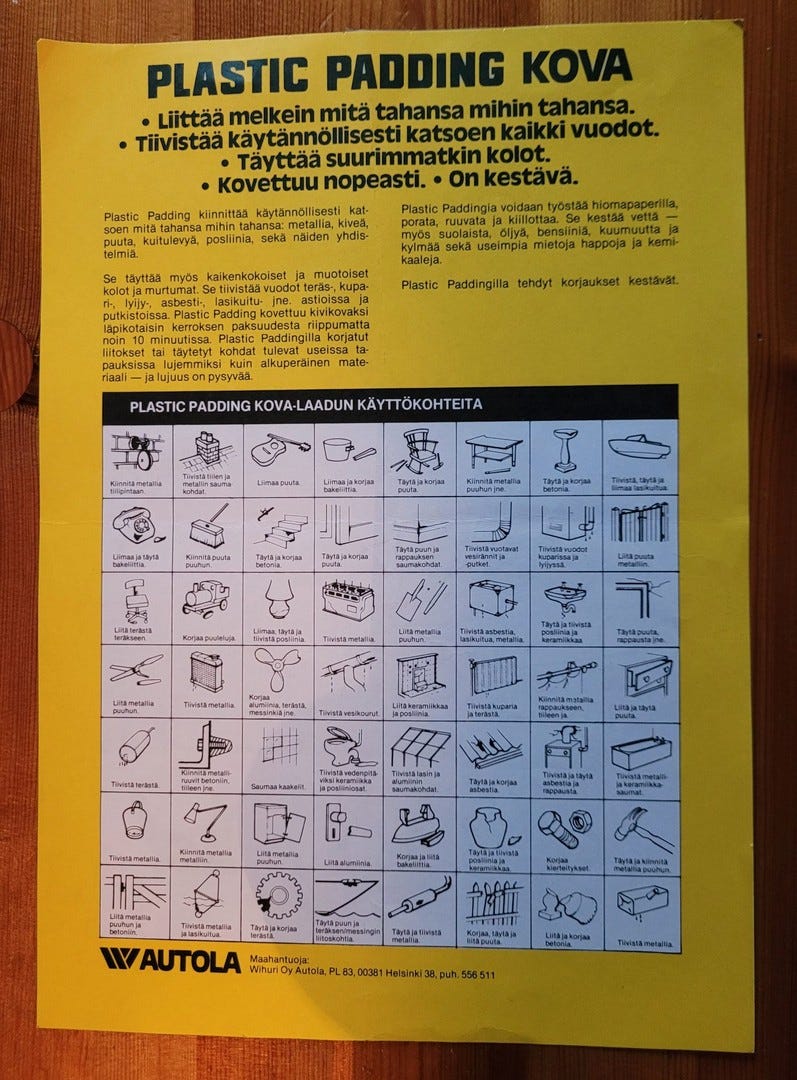 PLASTIC PADDING KOVA
• Liittää melkein mitä tahansa mihin tahansa.
• Tiivistää käytännöllisesti katsoen kaikki vuodot.
• Täyttää suurimmatkin kolot.
• Kovettuu nopeasti. • On kestävä.
Plastic Padding kiinnittää käytännöllisesti kat-
soen mitä tahansa mihin tahansa: metallia, kiveä,
puuta, kuitulevyä, posliinia, sekä näiden yhdis-
telmiä.
Se täyttää myös kaikenkokoiset ja muotoiset
kolot ja murtumat. Se tiivistää vuodot teräs-, kupa-
ri-, lyijy-, asbesti-, lasikuitu- jne. astioissa ja
putkistoissa. Plastic Padding kovettuu kivikovaksi
läpikotaisin kerroksen paksuudesta riippumatta
noin 10 minuutissa. Plastic Paddingilla korjatut
liitokset tai täytetyt kohdat tulevat useissa ta-
pauksissa lujemmiksi kuin alkuperäinen mate-
riaali — ja lujuus on pysyvää.
Plastic Paddingia voidaan työstää hiomapaperilla,
porata, ruuvata ja kiillottaa. Se kestää vettä —
myös suolaista, öljyä, bensiiniä, kuumuutta ja
kylmää sekä useimpia mietoja happoja ja kemi-
kaaleja.
Plastic Paddingilla tehdyt korjaukset kestävät.
PLASTIC PADDING KOVA-LAADUN KÄYTTÖKOHTEITA
Kiinnitä metallia
tiilipintaan.
Tiivistä tiilen ja
metallin sauma
kohdat.
Liimaa puuta.
Liimaa ja korjaa
bakeliittia.
Täytä ja korjaa
puuta.
Kiinnitä metallia
puuhun jne.
Täytä ja korjaa
betonia.
Tiivistä, täytä ja
liimaa lasikuitua.
Liimaa ja täytä
bakeliittia.
Kiinnitä puuta
puuhun.
Täytä ja korjaa
betonia.
Täytä ja korjaa
puuta.
Täytä puun ja
rappauksen
saumakohdat.
Tiivistä vuotavat
vesirännit ja
-putket.
Tiivistä vuodot
kuparissa ja
lyijyssä.
Liitä puuta
metalliin.
Liitä terästä
teräkseen.
Korjaa puuleluja.
Liimaa, täytä ja
tiivistä posliinia.
Tiivistä metallia.
Liitä metallia
puuhun.
Tiivistä asbestia,
lasikuitua, metallia.
Täytä ja tiivistä
posliinia ja
keramiikkaa
Täytä puuta,
rappausta jne.
Liitä metallia
puuhun.
Tiivistä metallia.
Korjaa
alumiinia, terästä,
messinkiä jne.
Tiivistä vesikourut.
Liitä keramiikkaa
ja posliinia.
Tiivistä kuparia
ja terästä.
Kiinnitä metallia
rappaukseen,
tiileen ja.
Liitä ja täytä
puuta.
Tiivistä terästä.
Kiinnitä metalli-
ruuvit betoniin,
tiileen jne.
Saumaa kaakelit.
Tiivistä vedenpitä-
viksi keramiikka
ja posliiniosat.
Tiivistä lasin ja
alumiinin
saumakohdat.
Täytä ja korjaa
asbestia.
Tiivistä ja täytä
asbestia ja
rappausta.
Tiivistä metalli-
ja keramiikka-
saumat.
Tiivistä metallia.
Kiinnitä metallia
metalliin.
Liitä metallia
puuhun.
Liitä alumiinia.
Korjaa ja liitä
bakeliittia.
Täytä ja tiivistä
posliinia ja
keramiikkaa.
Korjaa
kierteitykset.
Täytä ja kiinnitä
metallia puuhun.
Liitä metallia
puuhun ja
betoniin.
Tiivistä metallia
ja lasikuitua.
Täytä ja korjaa
terästä.
Täytä puun ja
teräksen/messingin
liitoskohtia.
Täytä ja tiivistä
metallia.
Korjaa, täytä ja
liitä puuta.
Liitä ja korjaa
betonia.
Tiivistä metallia.
AUTOLA
Maahantuoja:
Wihuri Oy Autola, PL 83, 00381 Helsinki 38, puh. 556 511